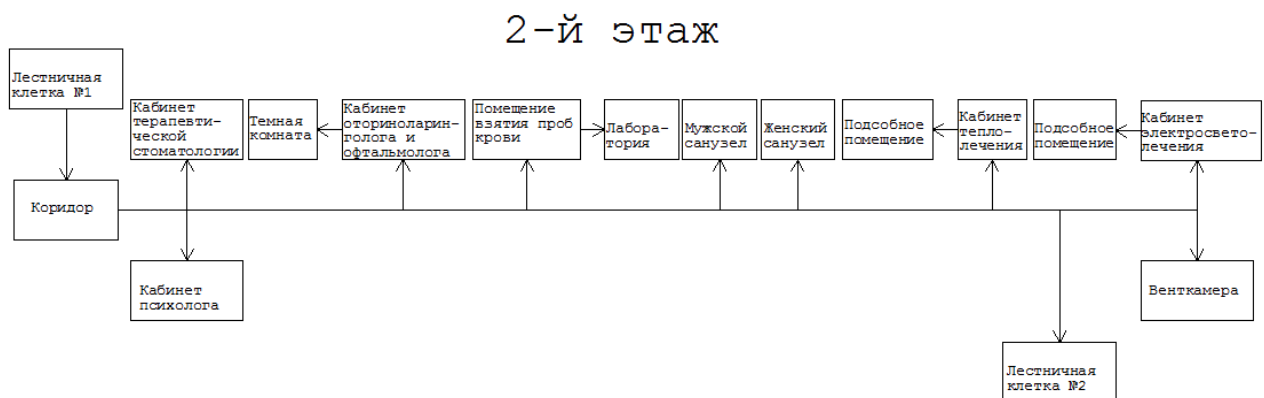 2-й этаж
Лестничная
клетка №1
Кабинет
терапевти-
ческой
стоматологии
Темная
комната
Кабинет
оториноларин-
голога и
офтальмолога
Помещение
взятия проб
крови
Лабора-
тория
Мужской
санузел
Женский
санузел
Подсобное
помещение
Кабинет
тепло-
лечения
Подсобное
помещение
Кабинет
электросвето-
лечения
Коридор
Кабинет
психолога
Венткамера
Лестничная
клетка №2